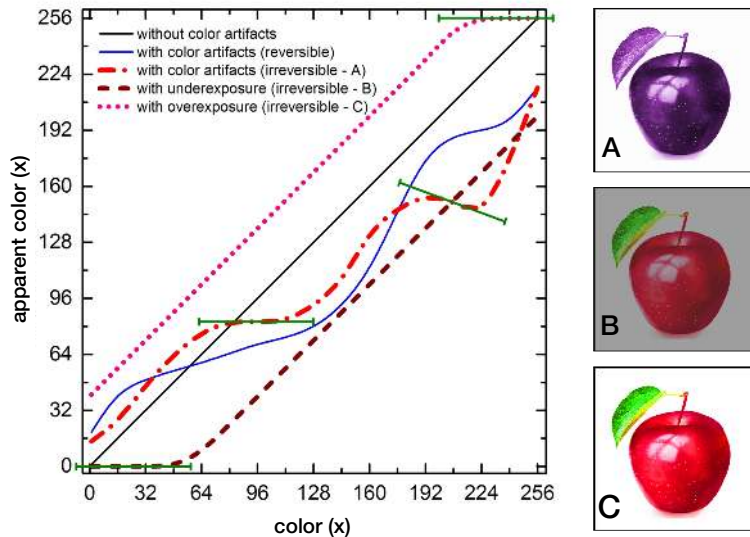 without color artifacts
with color artifacts (reversible)
with color artifacts (irreversible - A)
with underexposure (irreversible - B)
with overexposure (irreversible - C)
256
224
192
160
128
96
64
32
0
apparent color (x)
0 32 64 96 128 160 192 224 256
color (x)
A
B
C